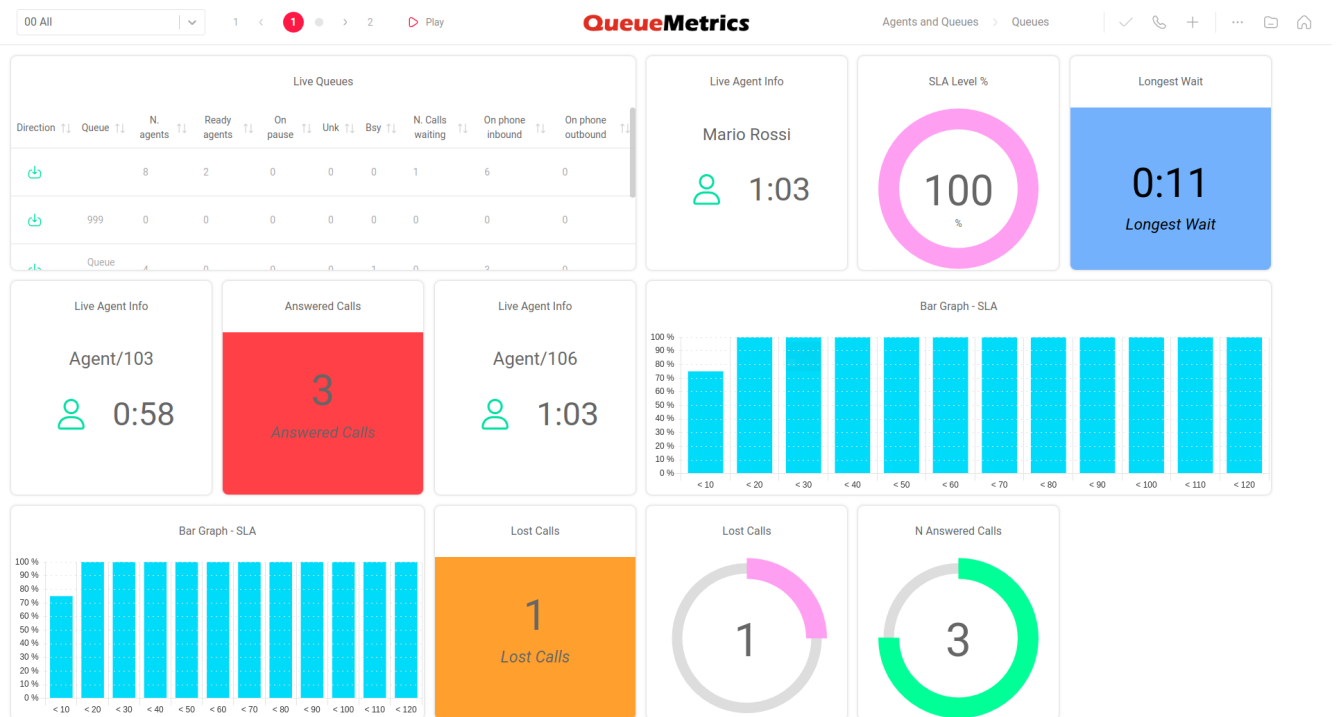 00 All
1
1
2
Play
QueueMetrics
Agents and Queues
Queues
Live Queues
Direction Queue N. agents Ready agents On pause Unk Bsy N. Calls waiting On phone inbound On phone outbound
8 2 0 0 0 1 6 0
999 0 0 0 0 0 0 0 0
Queue
Live Agent Info
Mario Rossi
1:03
SLA Level %
100
%
Longest Wait
0:11
Longest Wait
Live Agent Info
Agent/103
0:58
Answered Calls
3
Answered Calls
Live Agent Info
Agent/106
1:03
Bar Graph - SLA
100 %
90 %
80 %
70 %
60 %
50 %
40 %
30 %
20 %
10 %
0 %
< 10 < 20 < 30 < 40 < 50 < 60 < 70 < 80 < 90 < 100 < 110 < 120
Bar Graph - SLA
100 %
90 %
80 %
70 %
60 %
50 %
40 %
30 %
20 %
10 %
0 %
< 10 < 20 < 30 < 40 < 50 < 60 < 70 < 80 < 90 < 100 < 110 < 120
Lost Calls
1
Lost Calls
Lost Calls
1
N Answered Calls
3